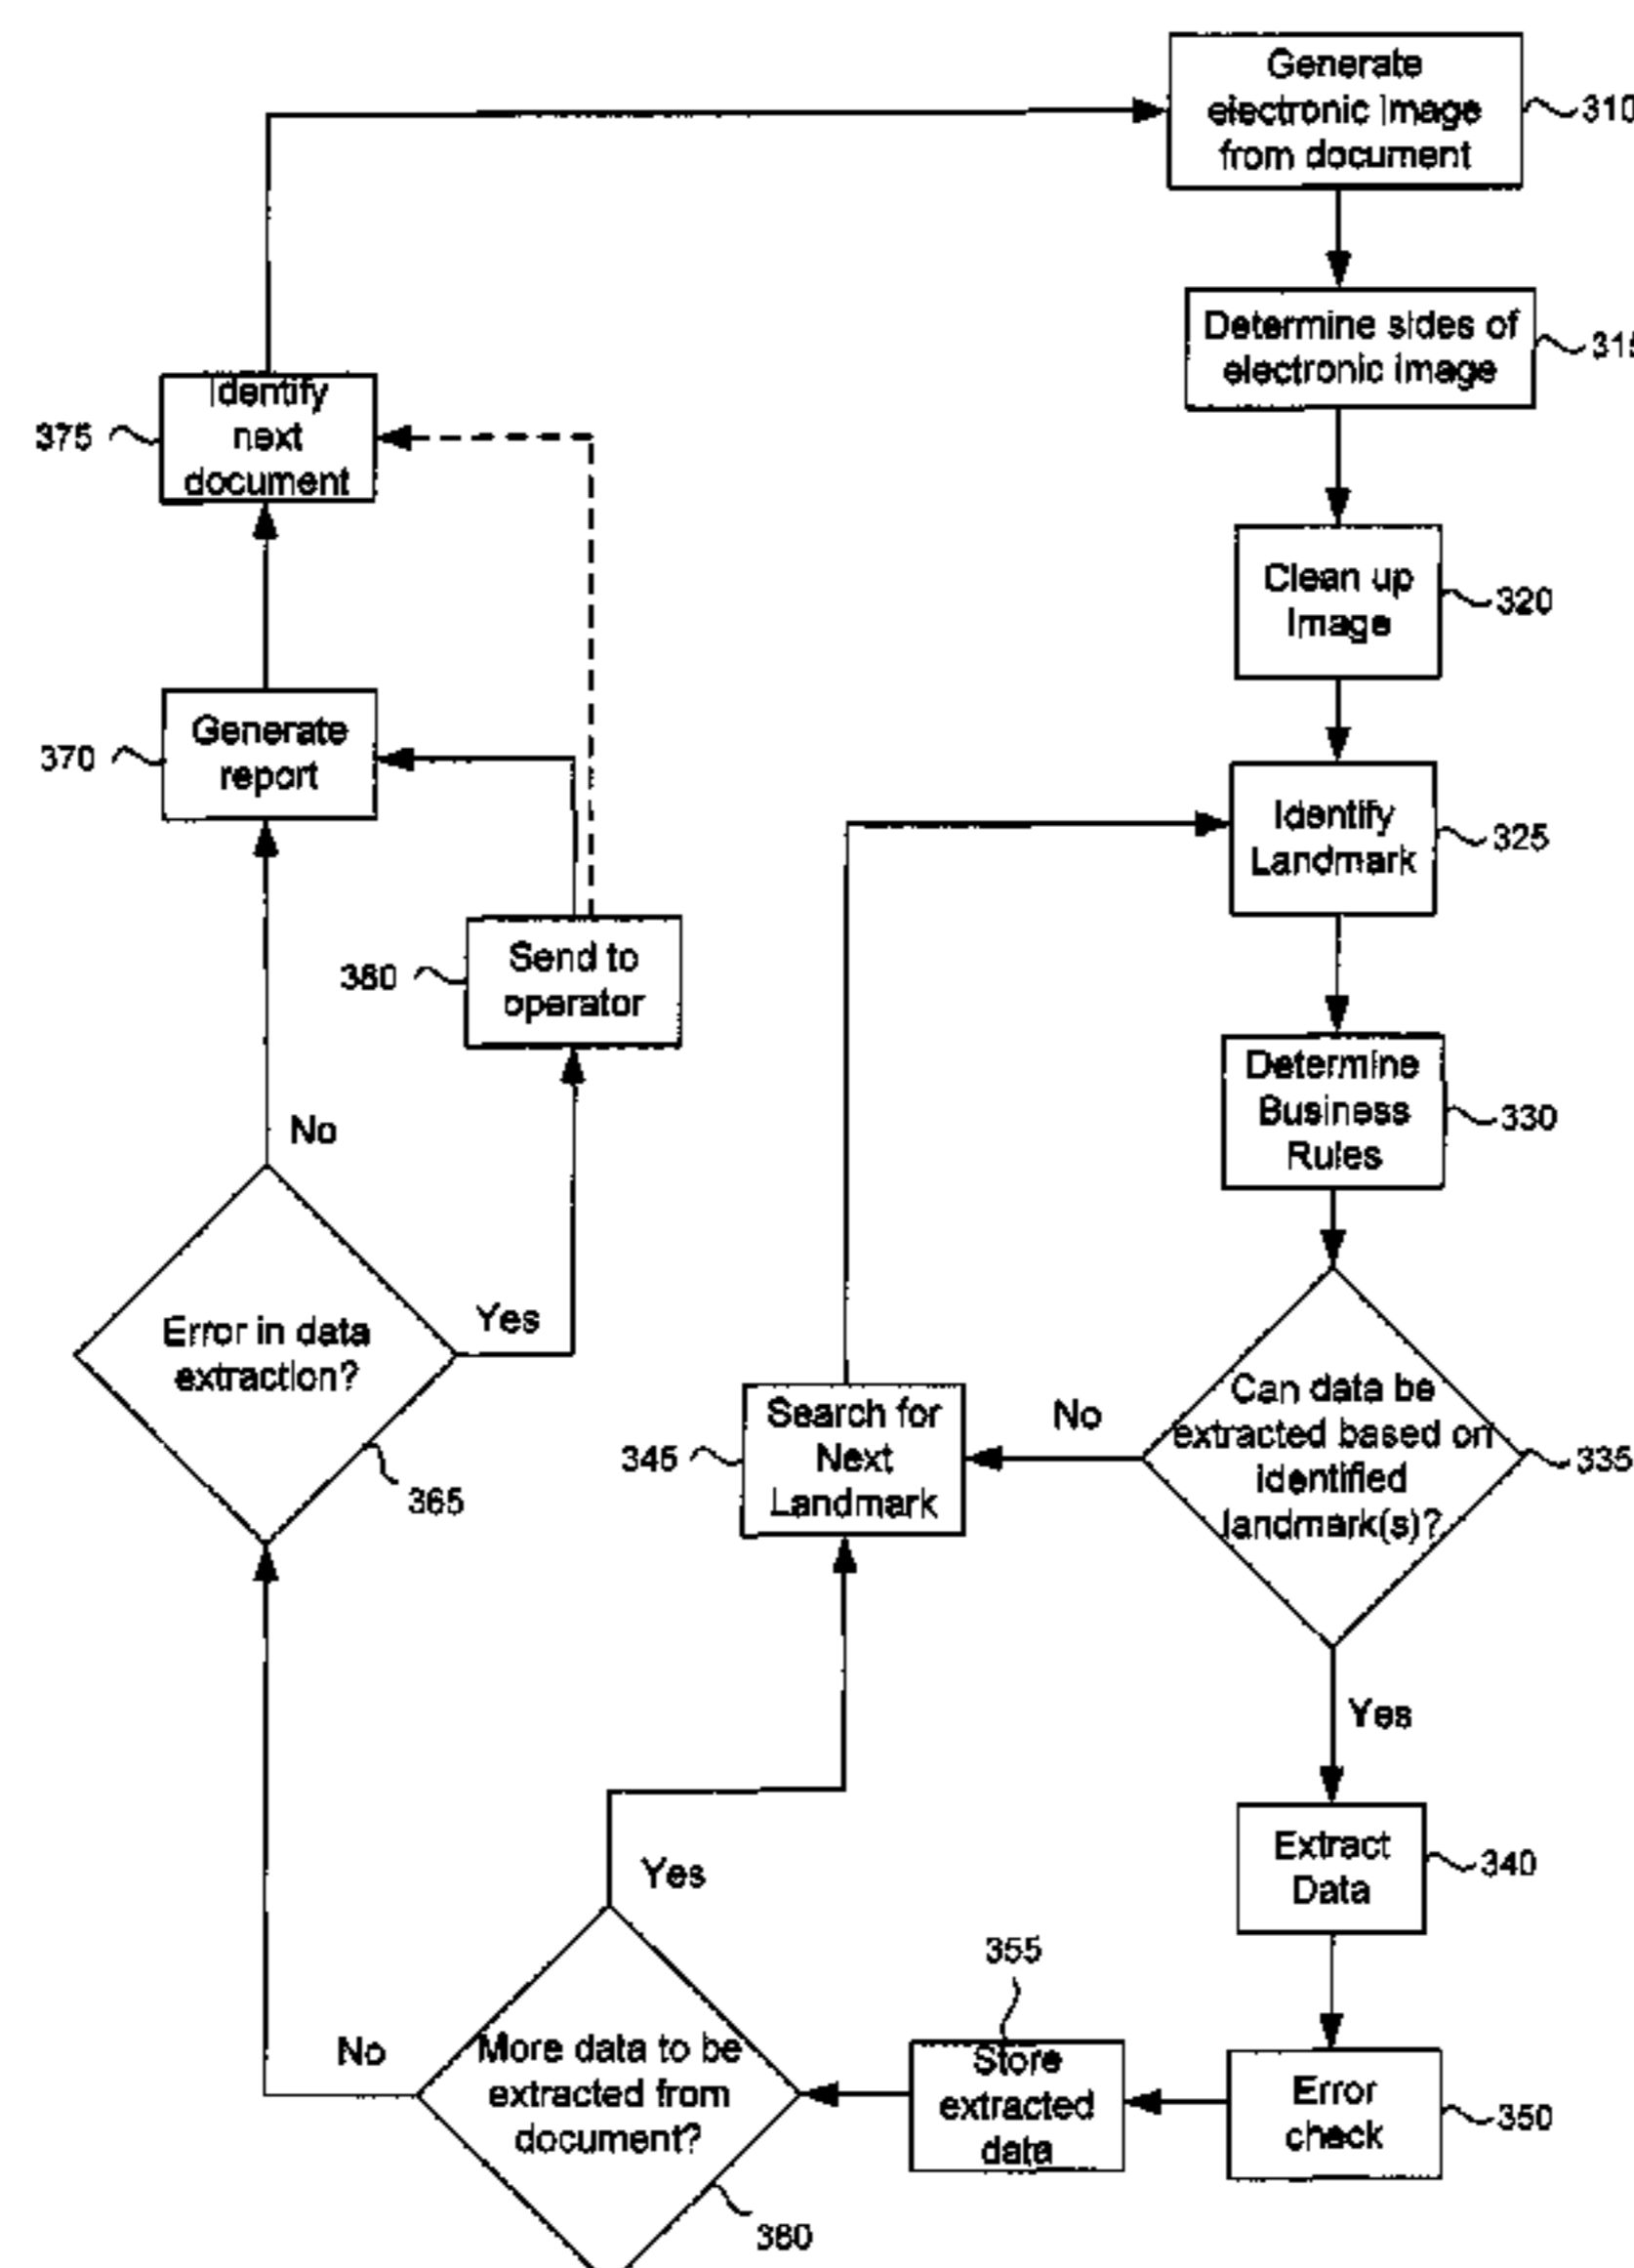 Generate
electronic image
from document
310
Determine sides of
electronic image
Clean up
Image
320
Identify
Landmark
325
Determine
Business
Rules
330
Can data be
extracted based on
identified
landmark(s)?
335
No
Yes
Search for
Next
Landmark
345
Extract
Data
340
Error
check
350
355
Store
extracted
data
More data to be
extracted from
document?
360
Yes
No
Error in data
extraction?
365
Yes
No
Send to
operator
380
Generate
report
370
Identify
next
document
375